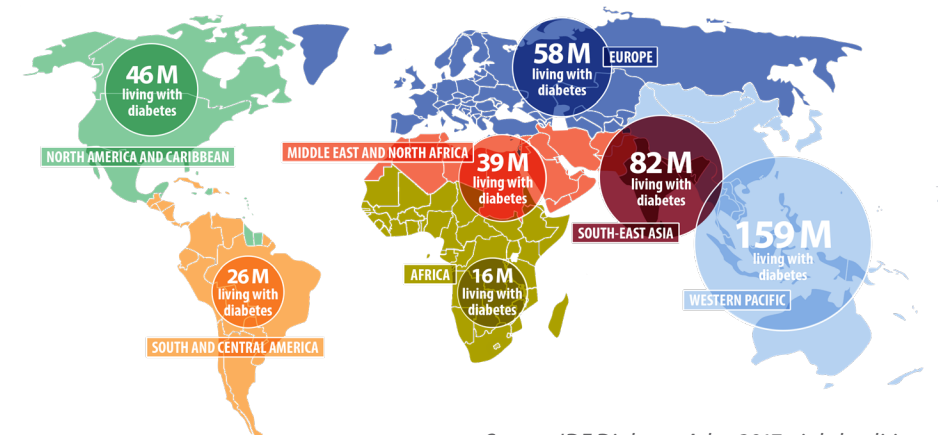 46 M
living with
diabetes
NORTH AMERICA AND CARIBBEAN
58 M
living with
diabetes
EUROPE
MIDDLE EAST AND NORTH AFRICA
39 M
living with
diabetes
82 M
living with
diabetes
SOUTH-EAST ASIA
159 M
living with
diabetes
WESTERN PACIFIC
AFRICA
16 M
living with
diabetes
26 M
living with
diabetes
SOUTH AND CENTRAL AMERICA